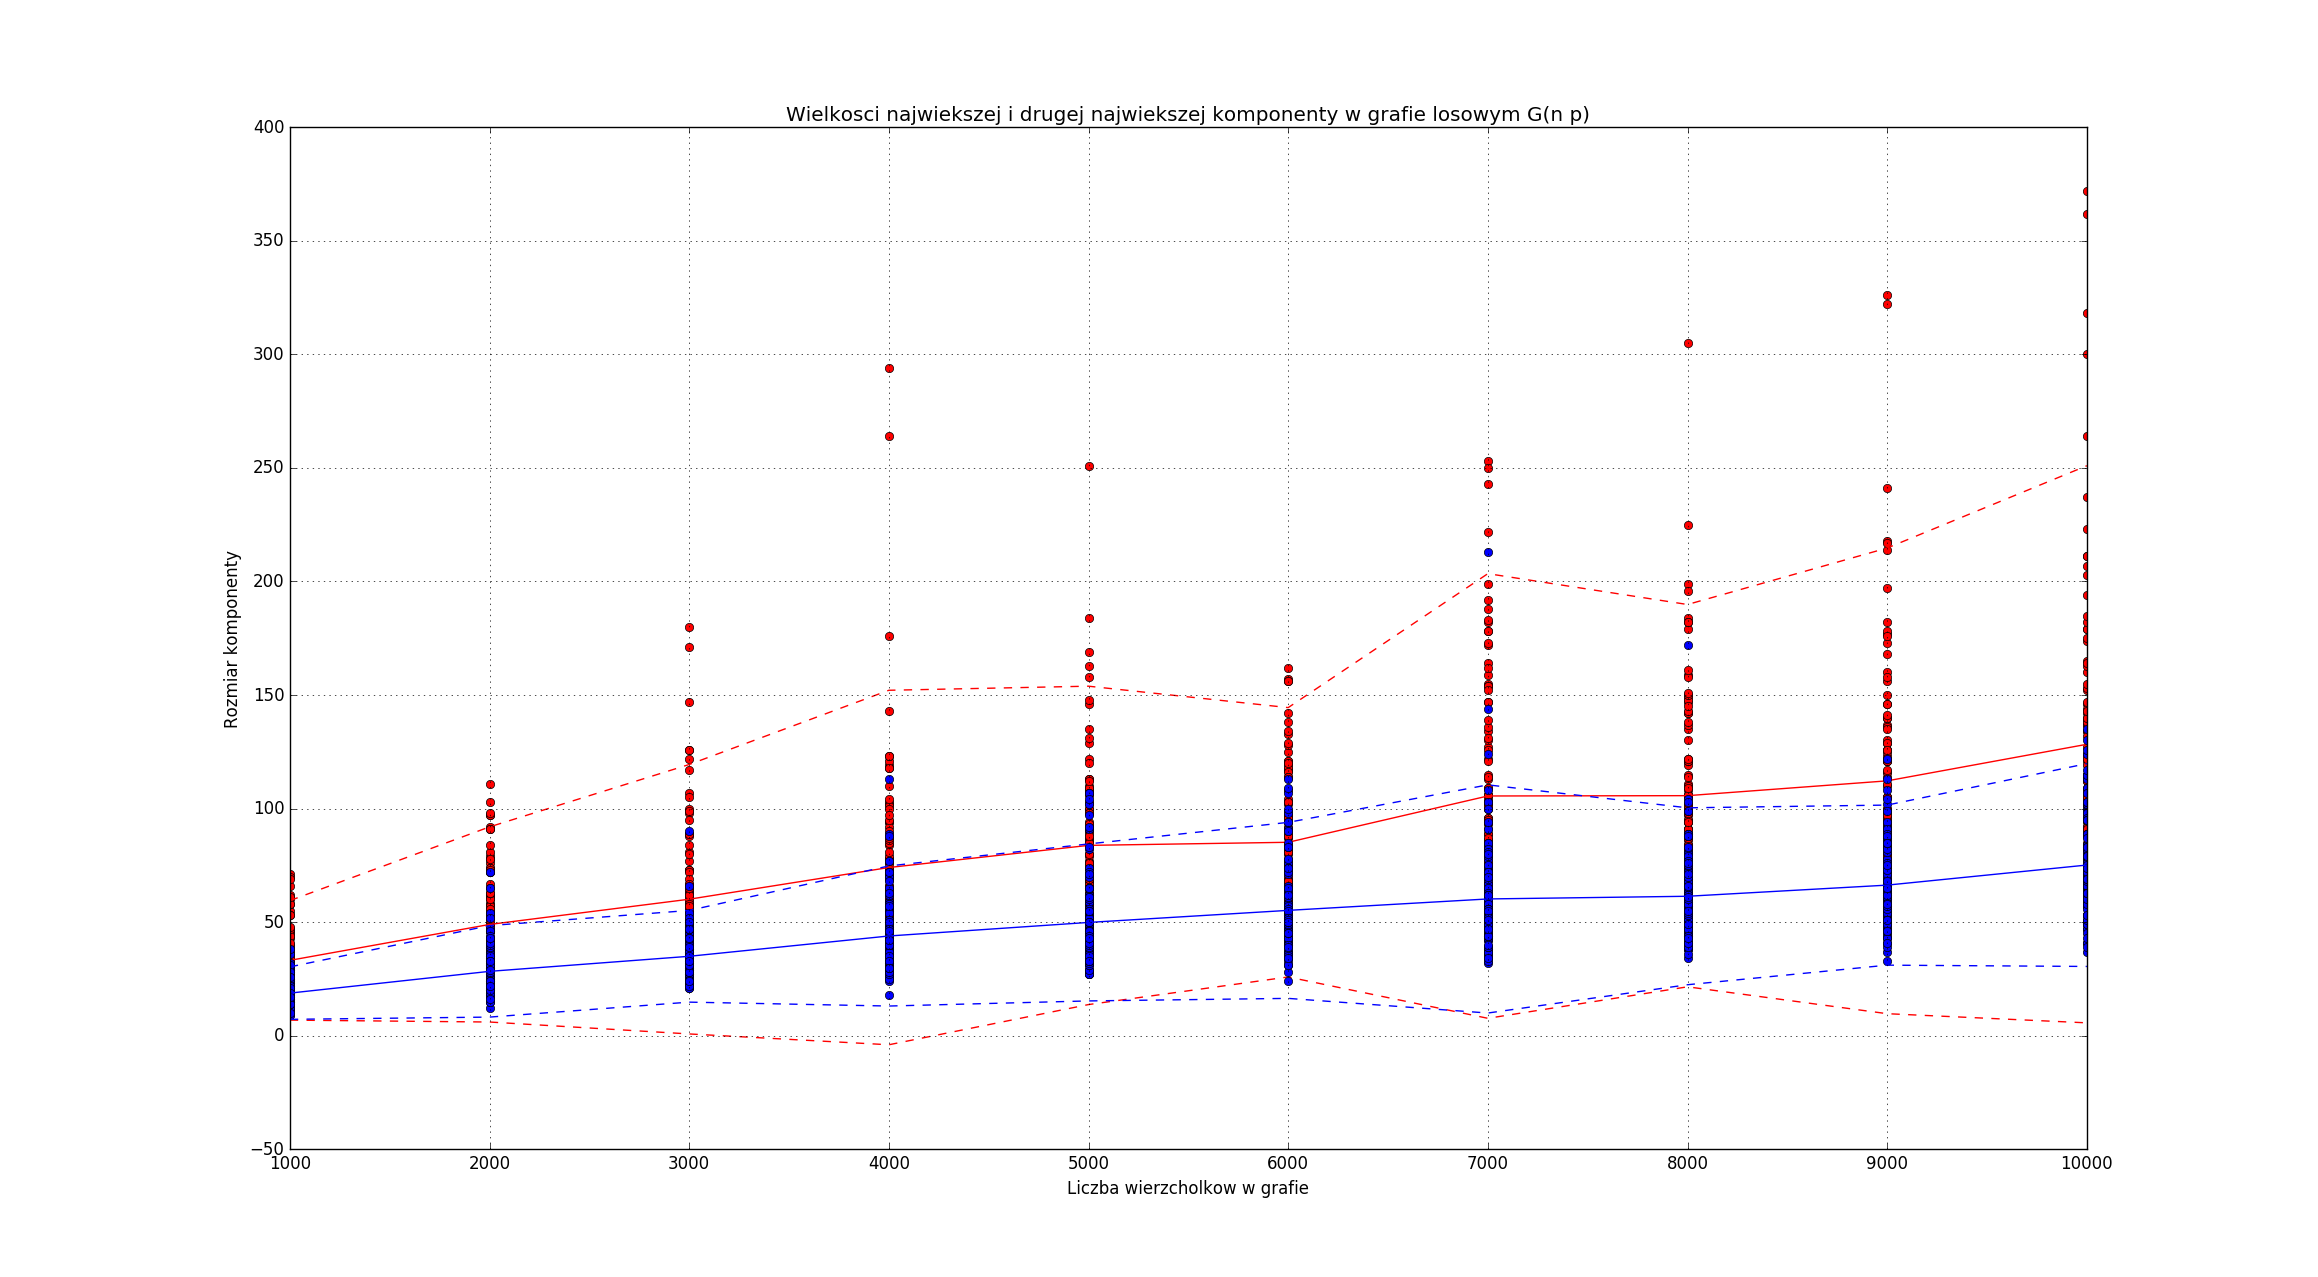 Wielkosci najwiekszej i drugej najwiekszej komponenty w grafie losowym G(n p)
400
350
300
250
200
150
100
50
0
−50
Rozmiar komponenty
1000 2000 3000 4000 5000 6000 7000 8000 9000 10000
Liczba wierzcholkow w grafie